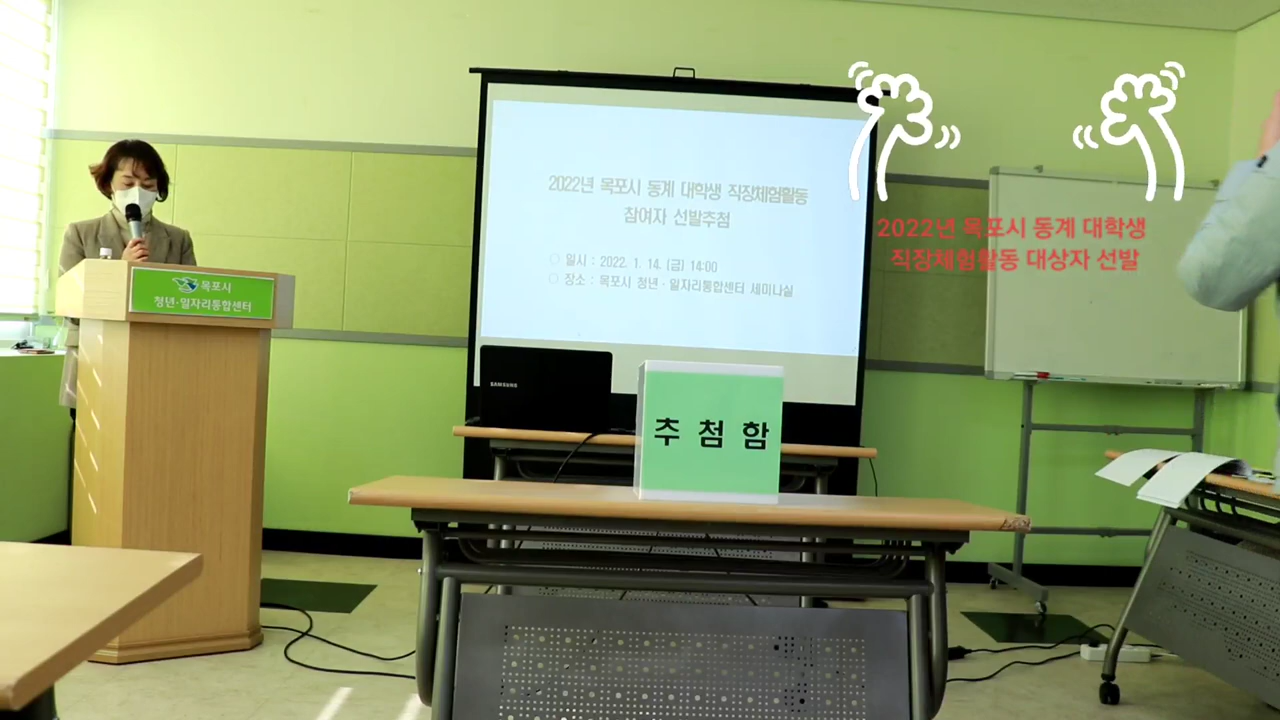 2022년 목포시 동계 대학생 직장체험활동
참여자 선발추첨
○ 일시 : 2022. 1. 14. (금) 14:00
○ 장소 : 목포시 청년·일자리통합센터 세미나실
2022년 목포시 동계 대학생
직장체험활동 대상자 선발
목포시
청년·일자리통합센터
SAMSUNG
추첨함